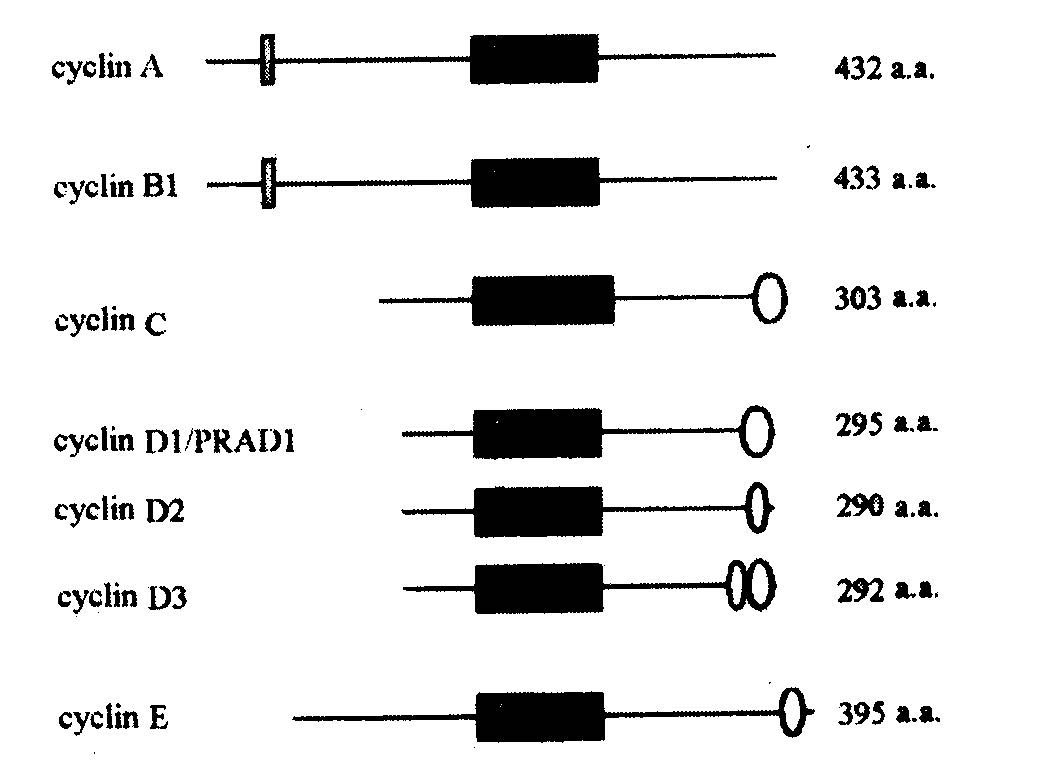 cyclin A 432 a.a.
cyclin B1 433 a.a.
cyclin C 303 a.a.
cyclin D1/PRAD1 295 a.a.
cyclin D2 290 a.a.
cyclin D3 292 a.a.
cyclin E 395 a.a.